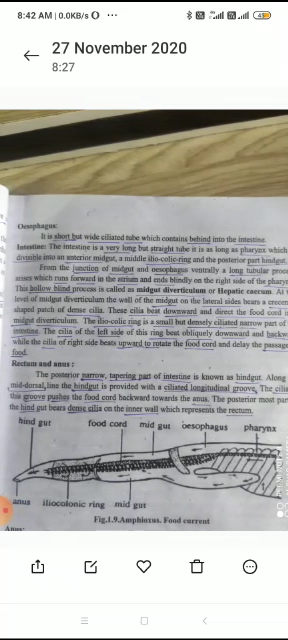 8:42 AM | 0.0KB/s
43
27 November 2020
8:27
Oesophagus:
It is short but wide ciliated tube which contains behind into the intestine.
Intestine: The intestine is a very long but straight tube it is as long as pharynx which
divisible into an anterior midgut, a middle ilio-colic-ring and the posterior part hindgut.
From the junction of midgut and oesophagus ventrally a long tubular proc
arises which runs forward in the atrium and ends blindly on the right side of the phary
This hollow blind process is called as midgut diverticulum or Hepatic caecum. At
level of midgut diverticulum the wall of the midgut on the lateral sides bears a
shaped patch of dense cilia. These cilia beat downward and direct the food cord i
midgut diverticulum. The ilio-colic ring is a small but densely ciliated narrow part of
intestine. The cilia of the left side of this ring beat obliquely downward and backw
while the cilia of right side beats upward to rotate the food cord and delay the passag
food.
Rectum and anus :
The posterior narrow, tapering part of intestine is known as hindgut. Along
mid-dorsal line the hindgut is provided with a ciliated longitudinal groove. The cilia
this groove pushes the food cord backward towards the anus. The posterior most par
the hind gut bears dense cilia on the inner wall which represents the rectum.
hind gut food cord mid gut oesophagus pharynx
anus iliocolonic ring mid gut
Fig.1.9.Amphioxus. Food current
Anus: